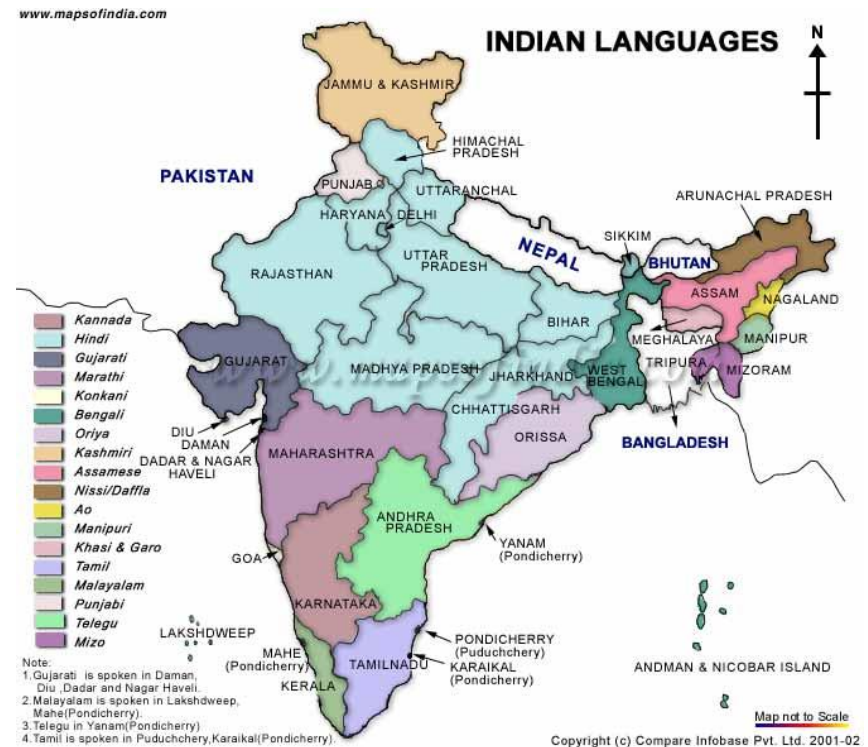 www.mapsofindia.com
INDIAN LANGUAGES
N
JAMMU & KASHMIR
HIMACHAL
PRADESH
PAKISTAN
PUNJAB
UTTARANCHAL
ARUNACHAL PRADESH
HARYANA
DELHI
SIKKIM
NEPAL
BHUTAN
UTTAR
PRADESH
RAJASTHAN
ASSAM
NAGALAND
BIHAR
MEGHALAYA
MANIPUR
GUJARAT
MADHYA PRADESH
JHARKHAND
WEST
BENGAL
TRIPURA
MIZORAM
CHHATTISGARH
DIU
DAMAN
DADAR & NAGAR
HAVELI
MAHARASHTRA
ORISSA
BANGLADESH
ANDHRA
PRADESH
YANAM
(Pondicherry)
GOA
KARNATAKA
LAKSHDWEEP
MAHE
(Pondicherry)
KERALA
TAMILNADU
PONDICHERRY
(Puduchchery)
KARAIKAL
(Pondicherry)
ANDMAN & NICOBAR ISLAND
Kannada
Hindi
Gujarati
Marathi
Konkani
Bengali
Oriya
Kashmiri
Assamese
Nissi/Daffla
Ao
Manipuri
Khasi & Garo
Tamil
Malayalam
Punjabi
Telegu
Mizo
Note:
1.Gujarati is spoken in Daman,
Diu ,Dadar and Nagar Haveli.
2.Malayalam is spoken in Lakshdweep,
Mahe(Pondicherry).
3.Telegu in Yanam(Pondicherry)
4.Tamil is spoken in Puduchery,Karaikal(Pondicherry).
Map not to Scale
Copyright (c) Compare Infobase Pvt. Ltd. 2001-02